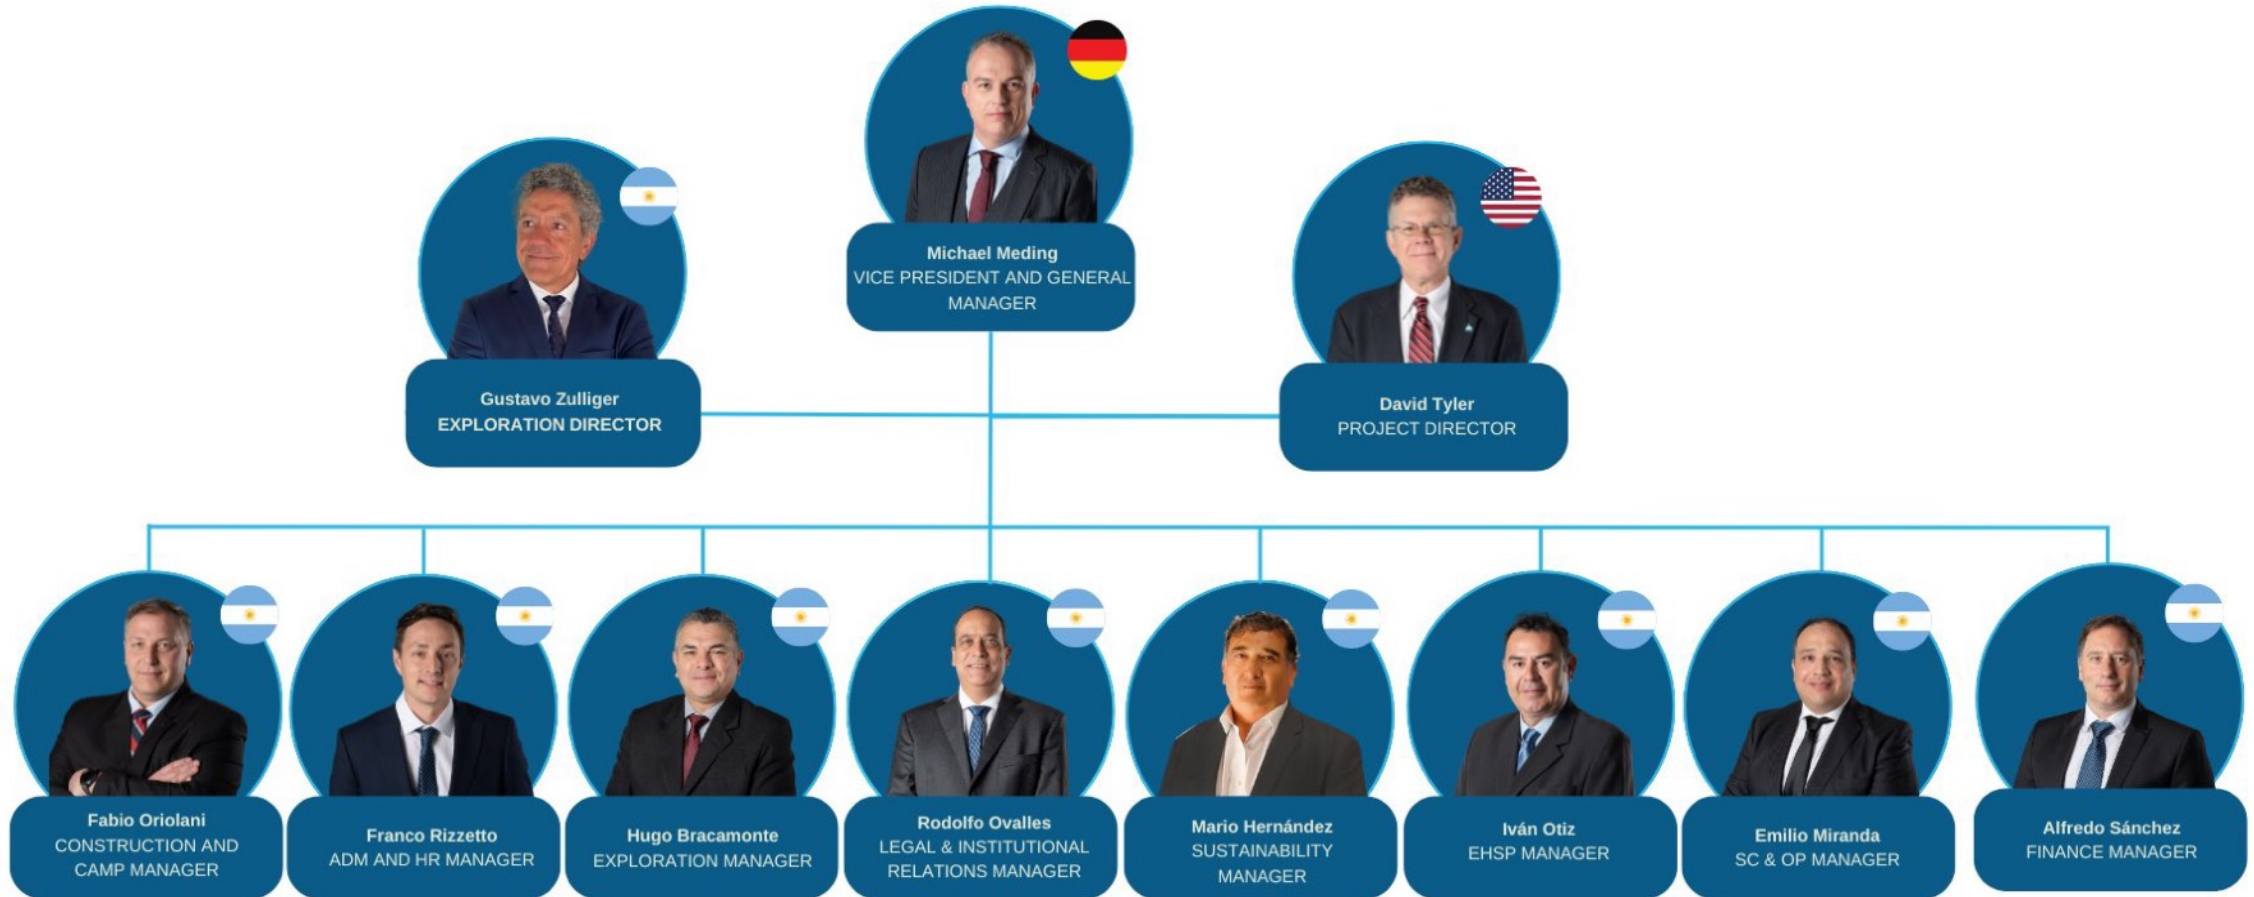 Michael Meding
VICE PRESIDENT AND GENERAL
MANAGER
Gustavo Zulliger
EXPLORATION DIRECTOR
David Tyler
PROJECT DIRECTOR
Fabio Oriolani
CONSTRUCTION AND
CAMP MANAGER
Franco Rizzetto
ADM AND HR MANAGER
Hugo Bracamonte
EXPLORATION MANAGER
Rodolfo Ovalles
LEGAL & INSTITUTIONAL
RELATIONS MANAGER
Mario Hernández
SUSTAINABILITY
MANAGER
Iván Otiz
EHSP MANAGER
Emilio Miranda
SC & OP MANAGER
Alfredo Sánchez
FINANCE MANAGER